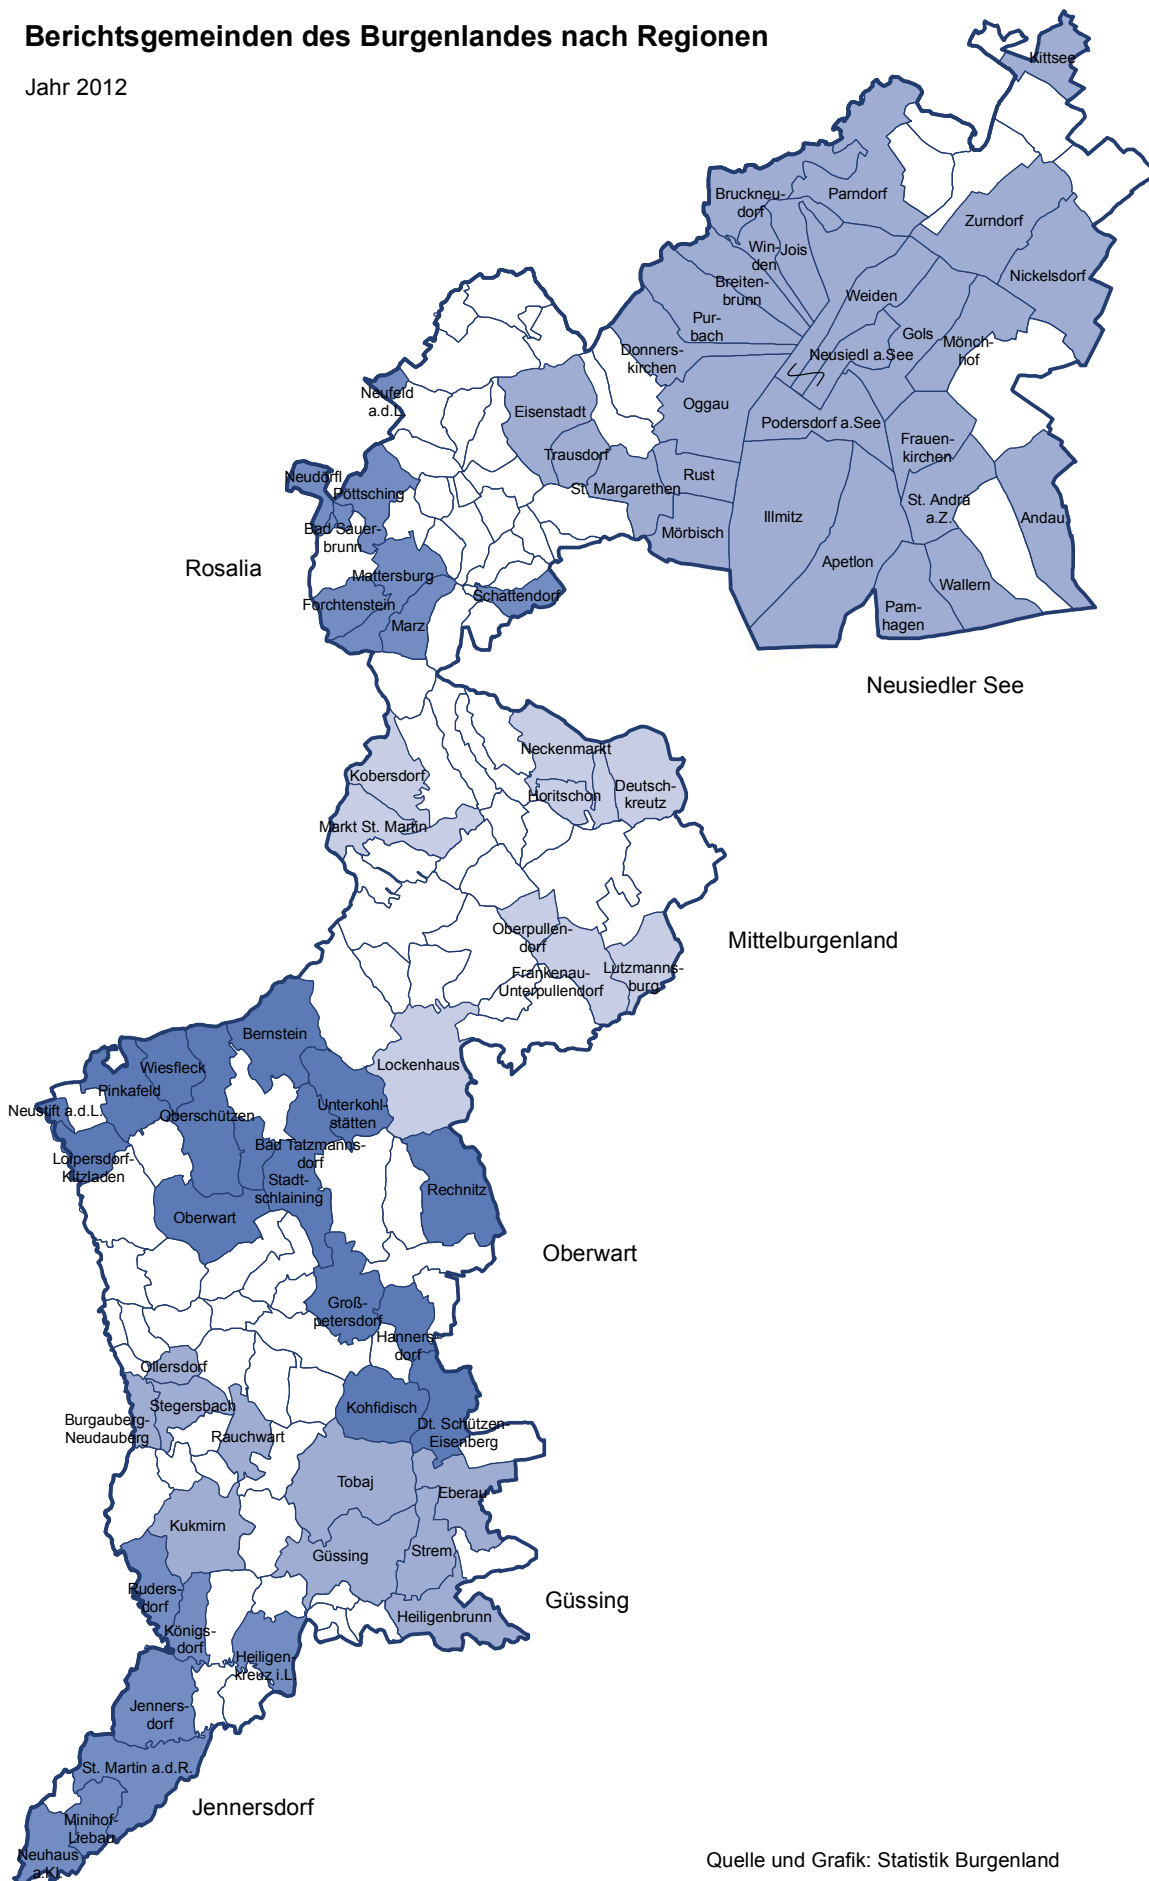 Berichtsgemeinden des Burgenlandes nach Regionen
Jahr 2012
Kittsee
Bruckneu-
dorf
Parndorf
Zurndorf
Win-
den
Jois
Nickelsdorf
Breiten-
brunn
Weiden
Pur-
bach
Gols
Mönch-
hof
Neusiedl a.See
Donners-
kirchen
Neufeld
a.d.L.
Eisenstadt
Oggau
Podersdorf a.See
Frauen-
kirchen
Trausdorf
Neudörfl
Pöttsching
St. Margarethen
Rust
St. Andrä
a.Z.
Illmitz
Andau
Bad Sauer-
brunn
Mörbisch
Rosalia
Mattersburg
Apetlon
Wallern
Forchtenstein
Schattendorf
Marz
Pam-
hagen
Neusiedler See
Neckenmarkt
Kobersdorf
Horitschon
Deutsch-
kreutz
Markt St. Martin
Oberpullen-
dorf
Mittelburgenland
Frankenau-
Unterpullendorf
Lutzmanns-
burg
Bernstein
Lockenhaus
Wiesfleck
Pinkafeld
Neustift a.d.L.
Oberschützen
Unterkohl-
stätten
Bad Tatzmanns-
dorf
Loipersdorf-
Kitzladen
Stadt-
schlaining
Rechnitz
Oberwart
Oberwart
Groß-
petersdorf
Hanners-
dorf
Ollersdorf
Stegersbach
Kohfidisch
Burgauberg-
Neudauberg
Rauchwart
Dt. Schützen-
Eisenberg
Tobaj
Eberau
Kukmirn
Güssing
Strem
Güssing
Ruders-
dorf
Heiligenbrunn
Königs-
dorf
Heiligen-
kreuz i.L.
Jenners-
dorf
St. Martin a.d.R.
Jennersdorf
Minihof-
Liebau
Neuhaus
a.Kl.
Quelle und Grafik: Statistik Burgenland